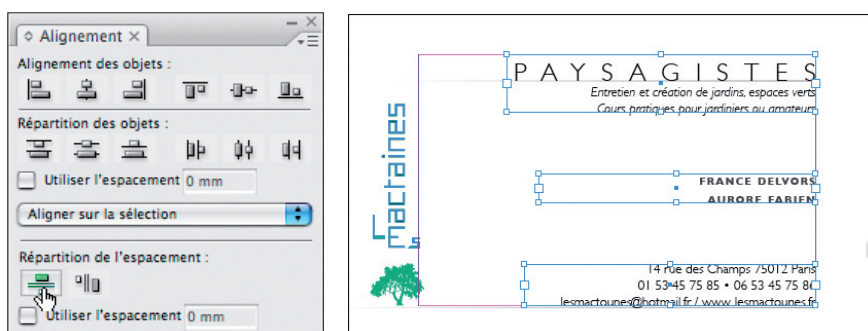 Alignement
Alignement des objets :
Répartition des objets :
Utiliser l'espacement 0 mm
Aligner sur la sélection
Répartition de l'espacement :
Utiliser l'espacement 0 mm
PAYSAGISTES
Entretien et création de jardins, espaces verts
Cours pratiques pour jardiniers ou amateurs
mactaines
FRANCE DELVORS
AURORE FABIEN
14 rue des Champs 75012 Paris
01 53 45 75 85 • 06 53 45 75 86
lesmactounes@hotmail.fr / www.lesmactounes.fr